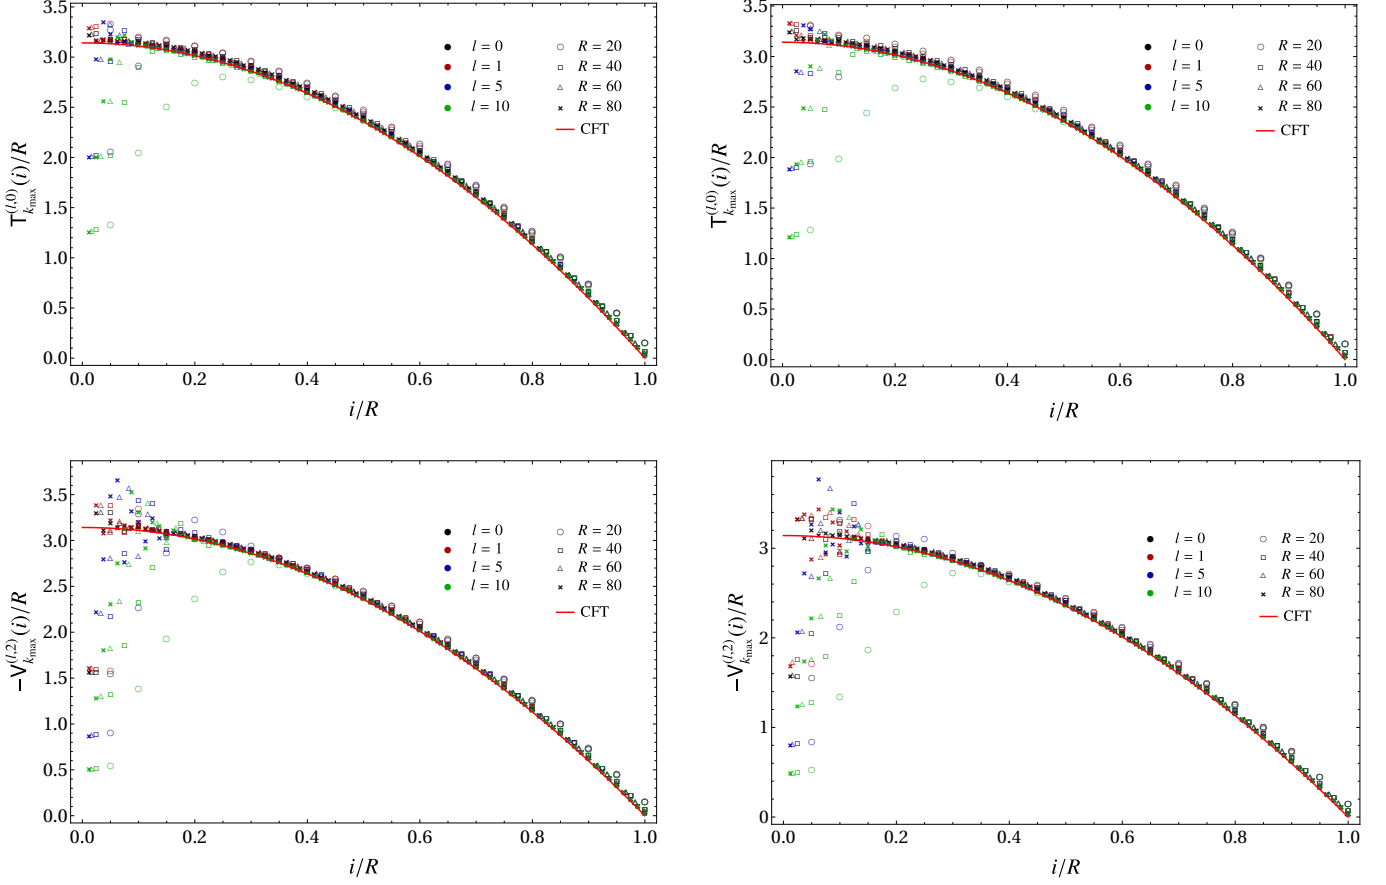 3.5
3.0
2.5
2.0
1.5
1.0
0.5
0.0
T_{k_max}^{(l,0)}(i)/R
l = 0
l = 1
l = 5
l = 10
R = 20
R = 40
R = 60
R = 80
CFT
0.0 0.2 0.4 0.6 0.8 1.0
i/R
3.5
3.0
2.5
2.0
1.5
1.0
0.5
0.0
T_{k_max}^{(l,0)}(i)/R
l = 0
l = 1
l = 5
l = 10
R = 20
R = 40
R = 60
R = 80
CFT
0.0 0.2 0.4 0.6 0.8 1.0
i/R
3.5
3.0
2.5
2.0
1.5
1.0
0.5
0.0
−V_{k_max}^{(l,2)}(i)/R
l = 0
l = 1
l = 5
l = 10
R = 20
R = 40
R = 60
R = 80
CFT
0.0 0.2 0.4 0.6 0.8 1.0
i/R
3
2
1
0
−V_{k_max}^{(l,2)}(i)/R
l = 0
l = 1
l = 5
l = 10
R = 20
R = 40
R = 60
R = 80
CFT
0.0 0.2 0.4 0.6 0.8 1.0
i/R